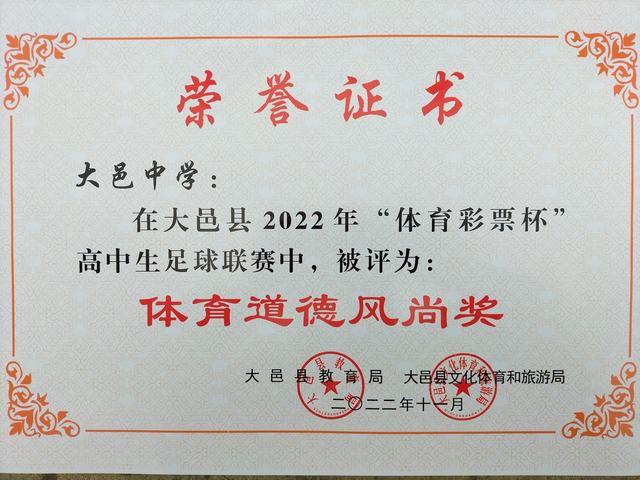 荣誉证书
大邑中学：
在大邑县2022年“体育彩票杯”
高中生足球联赛中，被评为：
体育道德风尚奖
大邑县教育局 大邑县文化体育和旅游局
二〇二二年十一月